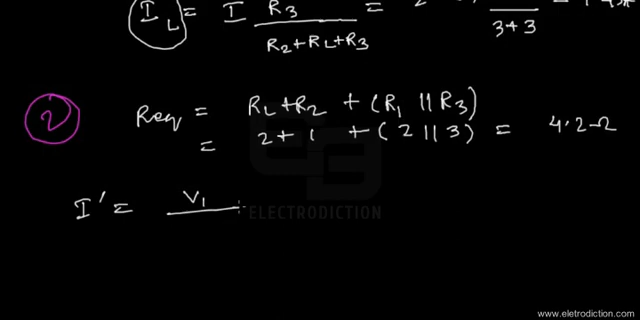 I_L = I R3 / R2+RL+R3 = 2 / 3+3 =
2 Req = RL+R2 + (R1 || R3)
= 2+1 + (2 || 3) = 4.2 Ω
I' = V1
ELECTRODICTION
www.eletrodiction.com